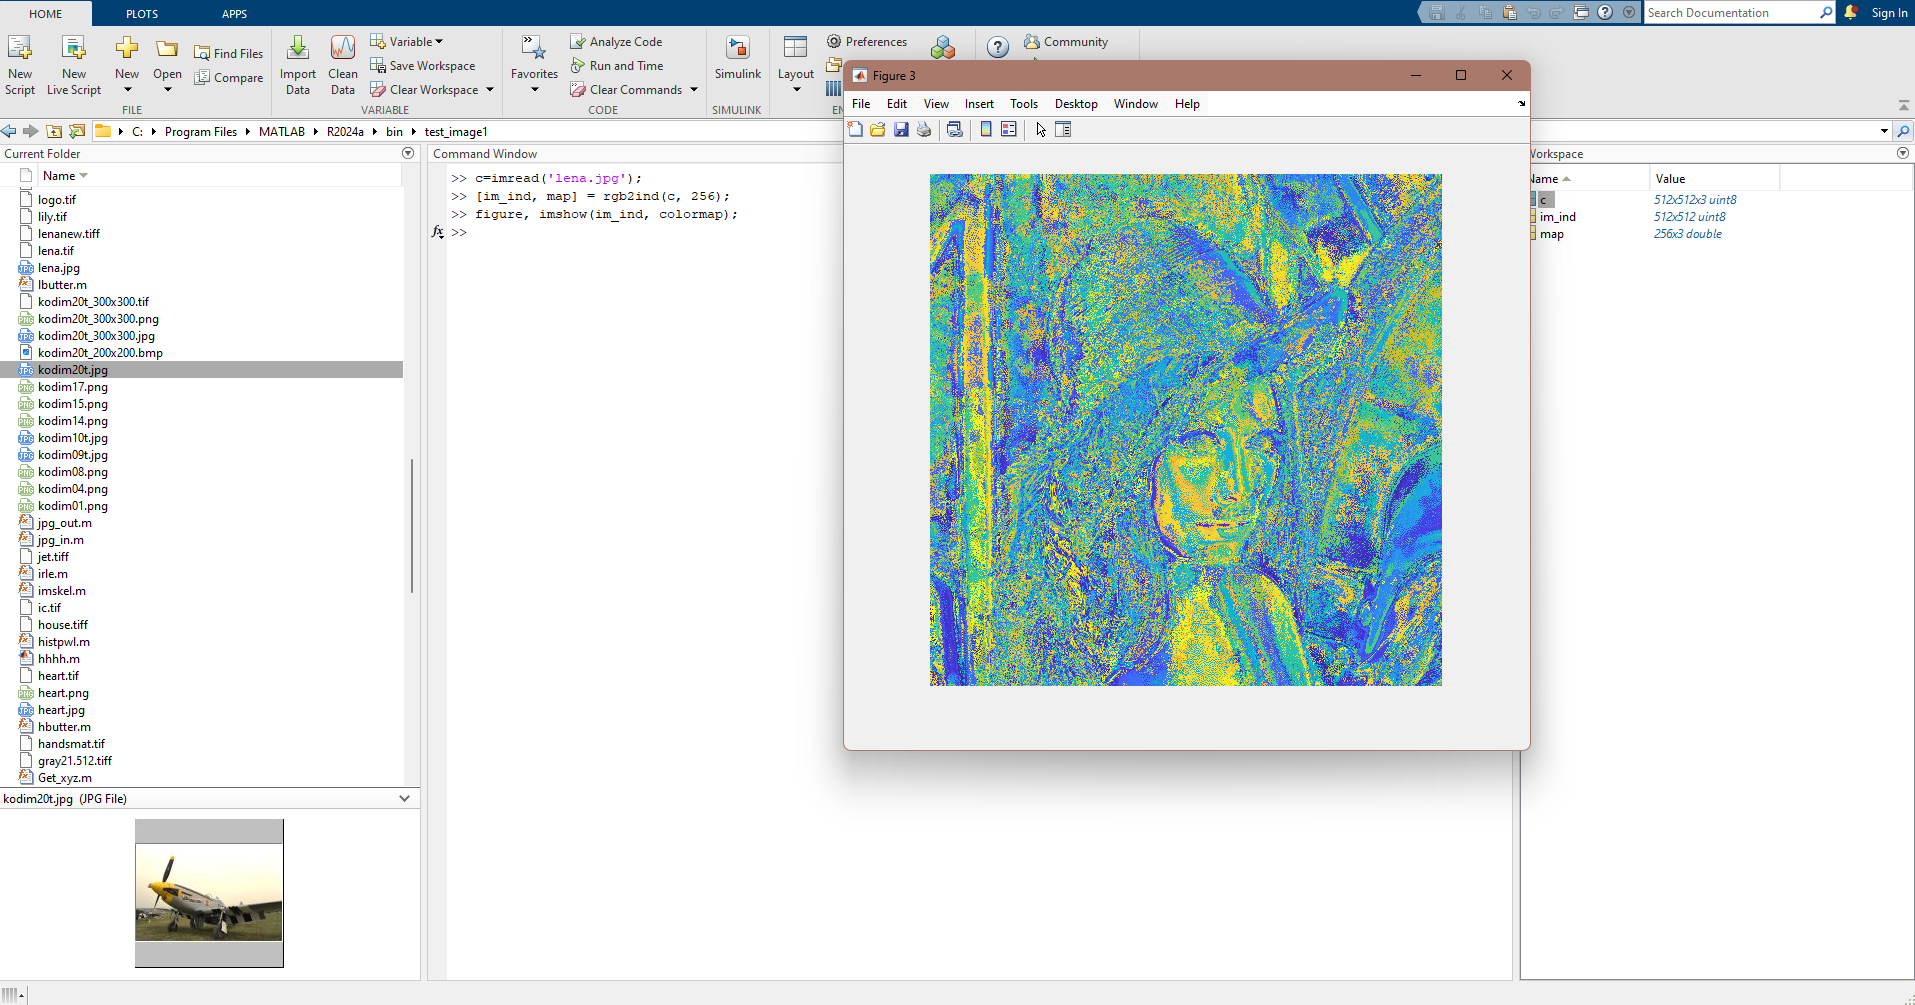 HOME PLOTS APPS
Search Documentation
Sign In
New Script
New Live Script
New
Open
Find Files
Compare
FILE
Import Data
Clean Data
Variable
Save Workspace
Clear Workspace
VARIABLE
Favorites
Analyze Code
Run and Time
Clear Commands
CODE
Simulink
SIMULINK
Layout
Preferences
Community
C: Program Files MATLAB R2024a bin test_image1
Current Folder
Name
logo.tif
lily.tif
lenanew.tiff
lena.tif
lena.jpg
lbutter.m
kodim20t_300x300.tif
kodim20t_300x300.png
kodim20t_300x300.jpg
kodim20t_200x200.bmp
kodim20t.jpg
kodim17.png
kodim15.png
kodim14.png
kodim10t.jpg
kodim09t.jpg
kodim08.png
kodim04.png
kodim01.png
jpg_out.m
jpg_in.m
jet.tiff
irle.m
imskel.m
ic.tif
house.tiff
histpwl.m
hhhh.m
heart.tif
heart.png
heart.jpg
hbutter.m
handsmat.tif
gray21.512.tiff
Get_xyz.m
kodim20t.jpg (JPG File)
Command Window
>> c=imread('lena.jpg');
>> [im_ind, map] = rgb2ind(c, 256);
>> figure, imshow(im_ind, colormap);
fx >>
Figure 3
File Edit View Insert Tools Desktop Window Help
Workspace
Name Value
c 512x512x3 uint8
im_ind 512x512 uint8
map 256x3 double